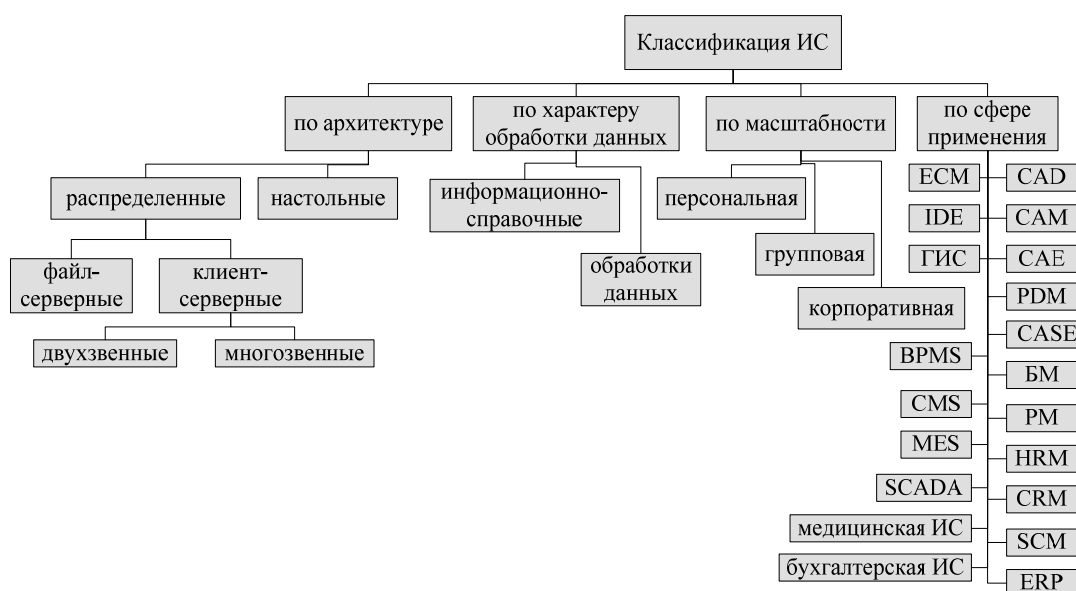 Классификация ИС
по архитектуре
по характеру
обработки данных
по масштабности
по сфере
применения
распределенные
настольные
файл-
серверные
клиент-
серверные
двухзвенные
многозвенные
информационно-
справочные
обработки
данных
персональная
групповая
корпоративная
ECM
CAD
IDE
CAM
ГИС
CAE
PDM
CASE
BPMS
БМ
CMS
PM
MES
HRM
SCADA
CRM
медицинская ИС
SCM
бухгалтерская ИС
ERP